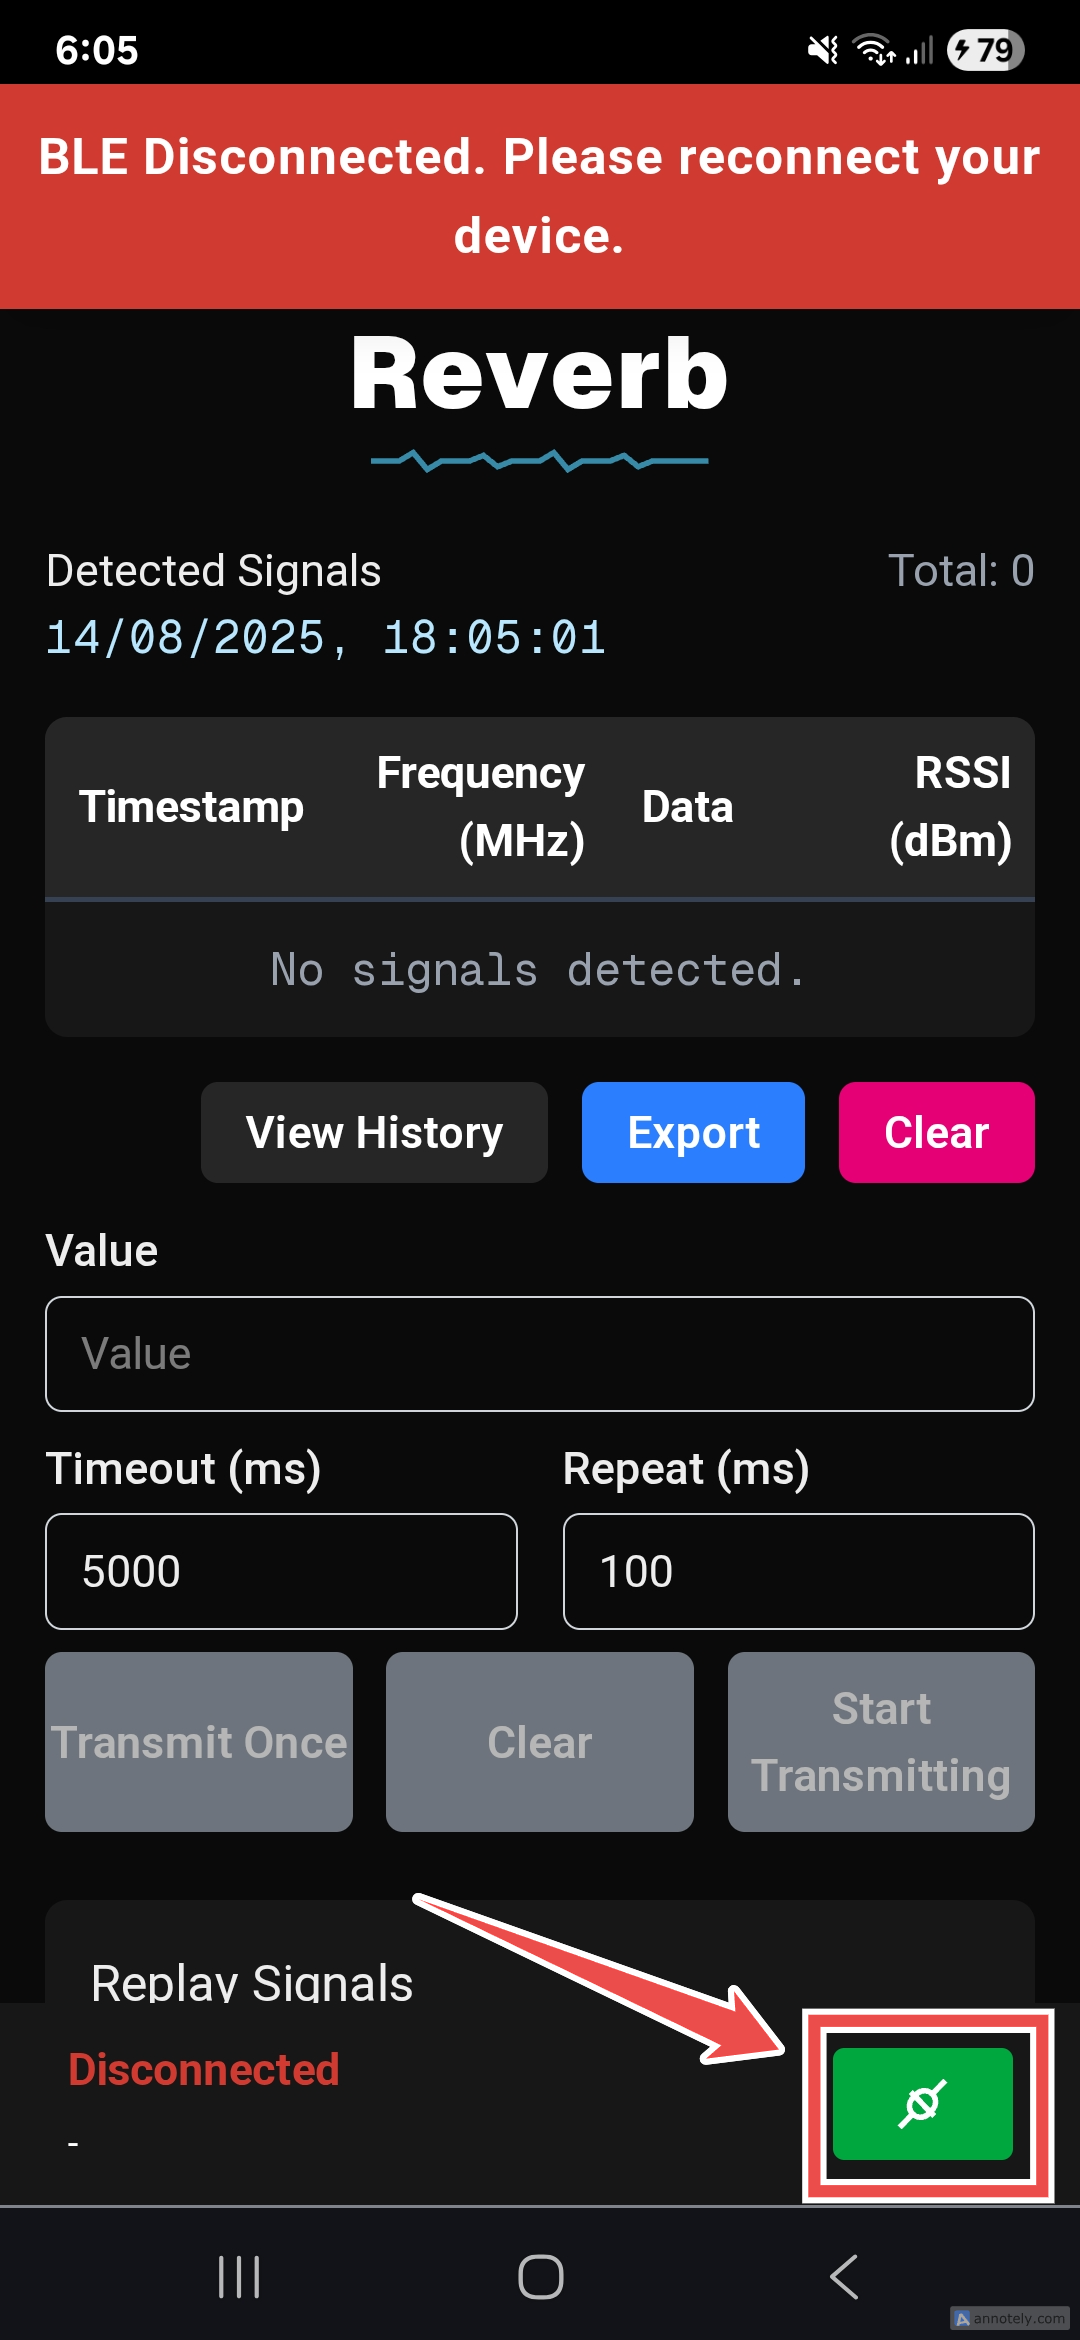 6:05
79
BLE Disconnected. Please reconnect your
device.
Reverb
Detected Signals
Total: 0
14/08/2025, 18:05:01
Timestamp
Frequency
(MHz)
Data
RSSI
(dBm)
No signals detected.
View History
Export
Clear
Value
Value
Timeout (ms)
Repeat (ms)
5000
100
Transmit Once
Clear
Start
Transmitting
Replay Signals
Disconnected
-
annotely.com